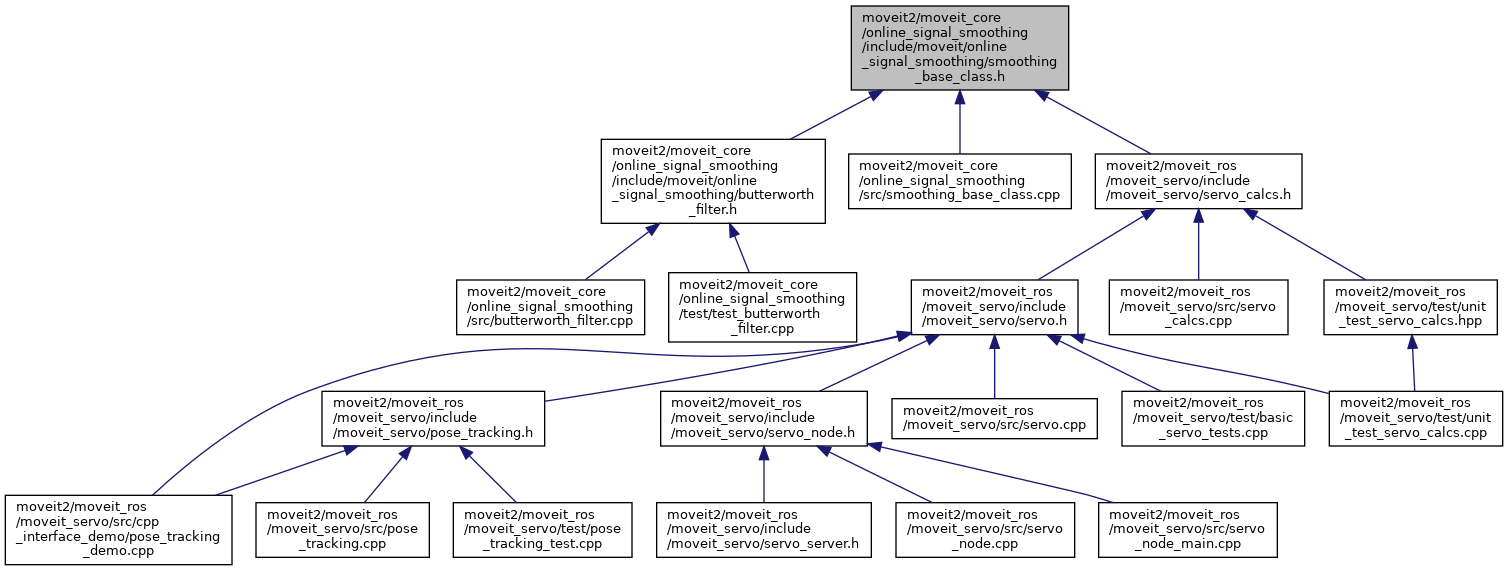 moveit2/moveit_core
/online_signal_smoothing
/include/moveit/online
_signal_smoothing/smoothing
_base_class.h
moveit2/moveit_core
/online_signal_smoothing
/include/moveit/online
_signal_smoothing/butterworth
_filter.h
moveit2/moveit_core
/online_signal_smoothing
/src/smoothing_base_class.cpp
moveit2/moveit_ros
/moveit_servo/include
/moveit_servo/servo_calcs.h
moveit2/moveit_core
/online_signal_smoothing
/src/butterworth_filter.cpp
moveit2/moveit_core
/online_signal_smoothing
/test/test_butterworth
_filter.cpp
moveit2/moveit_ros
/moveit_servo/include
/moveit_servo/servo.h
moveit2/moveit_ros
/moveit_servo/src/servo
_calcs.cpp
moveit2/moveit_ros
/moveit_servo/test/unit
_test_servo_calcs.hpp
moveit2/moveit_ros
/moveit_servo/include
/moveit_servo/pose_tracking.h
moveit2/moveit_ros
/moveit_servo/include
/moveit_servo/servo_node.h
moveit2/moveit_ros
/moveit_servo/src/servo.cpp
moveit2/moveit_ros
/moveit_servo/test/basic
_servo_tests.cpp
moveit2/moveit_ros
/moveit_servo/test/unit
_test_servo_calcs.cpp
moveit2/moveit_ros
/moveit_servo/src/cpp
_interface_demo/pose_tracking
_demo.cpp
moveit2/moveit_ros
/moveit_servo/src/pose
_tracking.cpp
moveit2/moveit_ros
/moveit_servo/test/pose
_tracking_test.cpp
moveit2/moveit_ros
/moveit_servo/include
/moveit_servo/servo_server.h
moveit2/moveit_ros
/moveit_servo/src/servo
_node.cpp
moveit2/moveit_ros
/moveit_servo/src/servo
_node_main.cpp